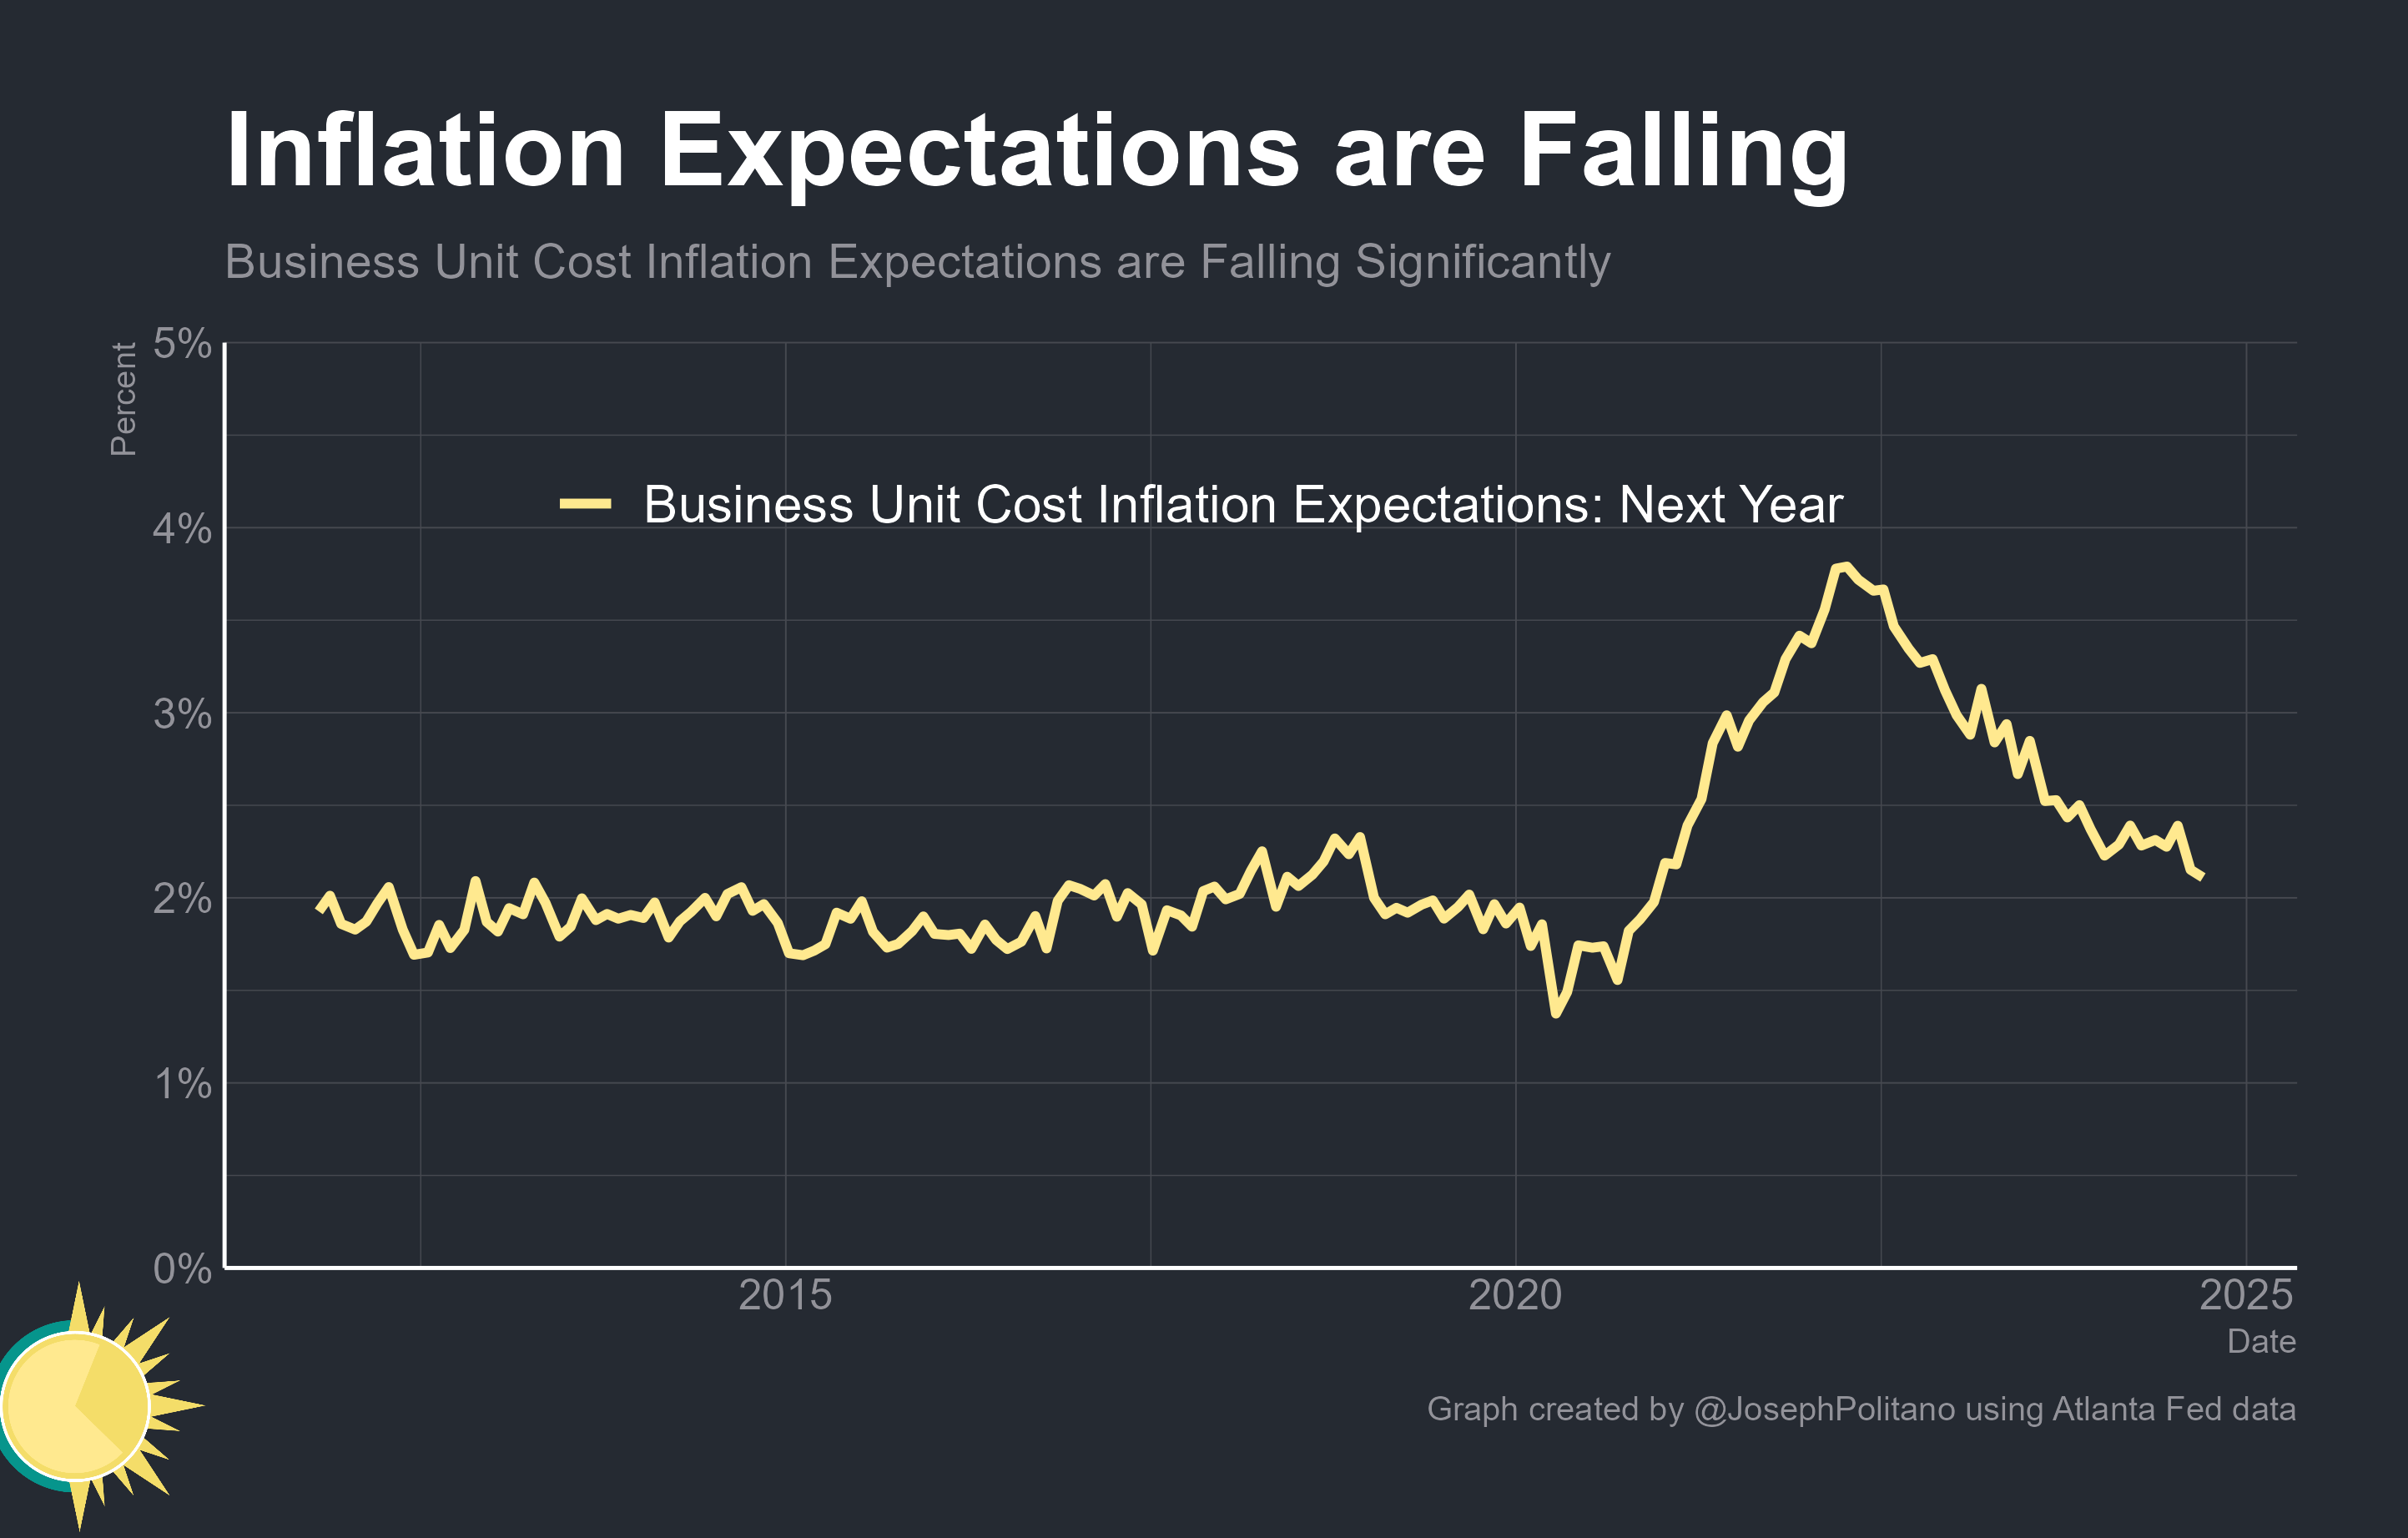 Inflation Expectations are Falling
Business Unit Cost Inflation Expectations are Falling Significantly
Percent
5%
4%
3%
2%
1%
0%
Business Unit Cost Inflation Expectations: Next Year
2015
2020
2025
Date
Graph created by @JosephPolitano using Atlanta Fed data